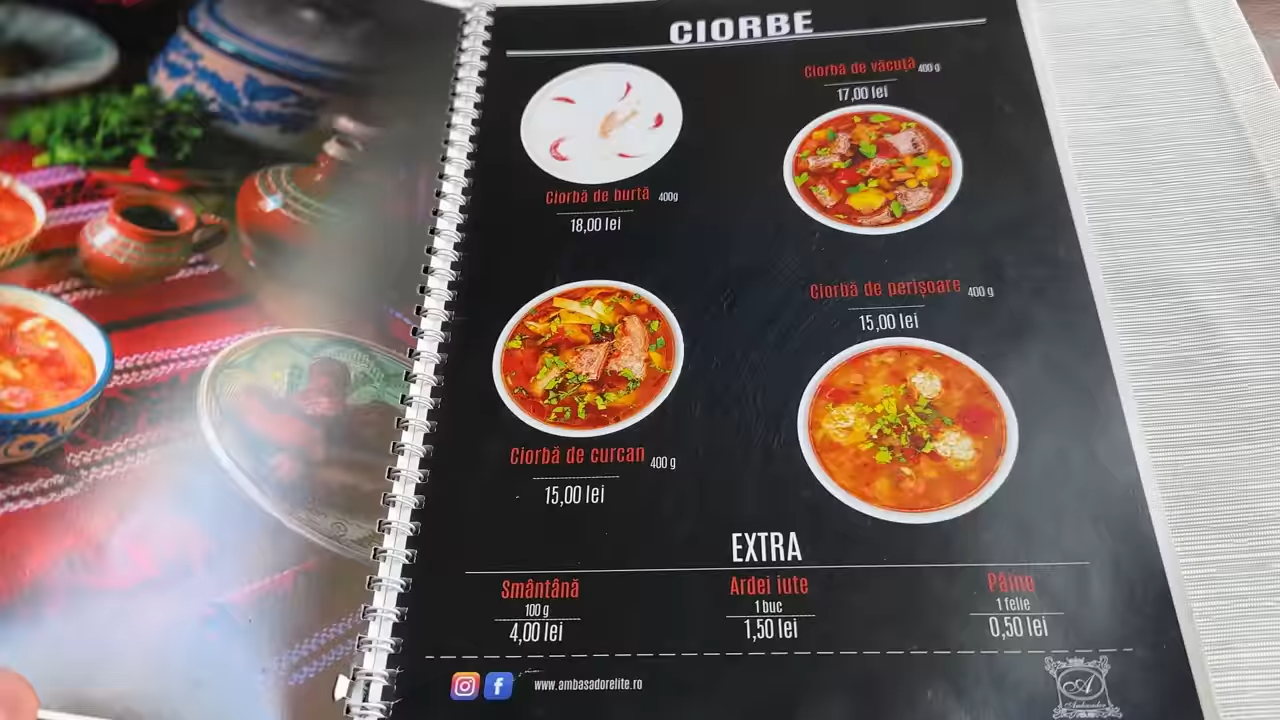 CIORBE
Ciorbă de burtă 400g
18,00 lei
Ciorbă de văcuță 400 g
17,00 lei
Ciorbă de curcan 400 g
15,00 lei
Ciorbă de perișoare 400 g
15,00 lei
EXTRA
Smântână
100 g
4,00 lei
Ardei iute
1 buc
1,50 lei
Pâine
1 felie
0,50 lei
www.ambasadorelite.ro
A